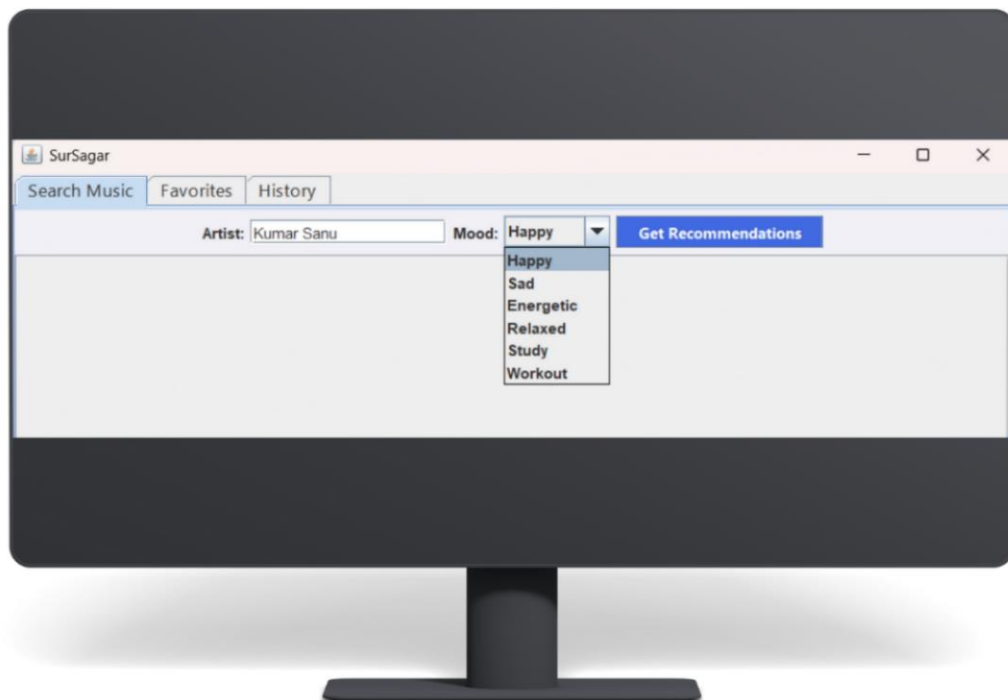 SurSagar
Search Music Favorites History
Artist: Kumar Sanu Mood: Happy Get Recommendations
Happy
Sad
Energetic
Relaxed
Study
Workout